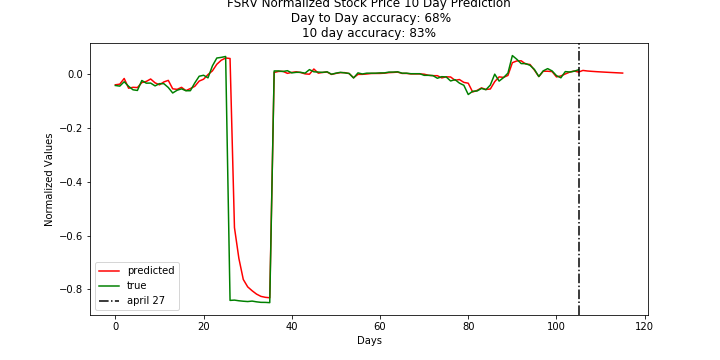 FSRV Normalized Stock Price 10 Day Prediction
Day to Day accuracy: 68%
10 day accuracy: 83%
0.0
−0.2
−0.4
−0.6
−0.8
Normalized Values
predicted
true
april 27
0 20 40 60 80 100 120
Days